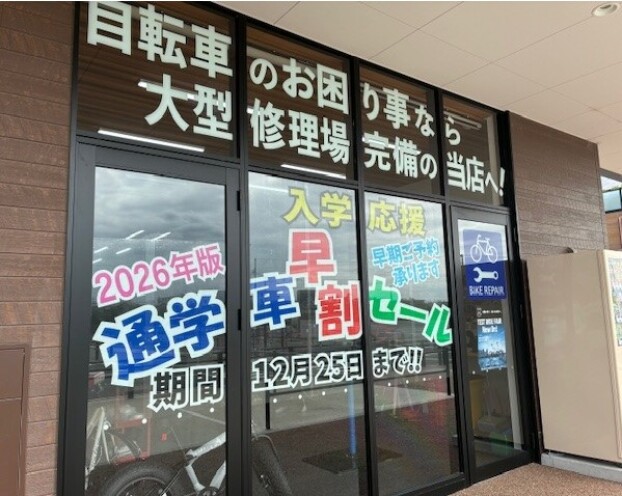 自転車のお困り事なら
大型修理場完備の当店へ!
入学応援
2026年版
早期ご予約
承ります
通学車早割セール
期間 12月25日まで!!
BIKE REPAIR